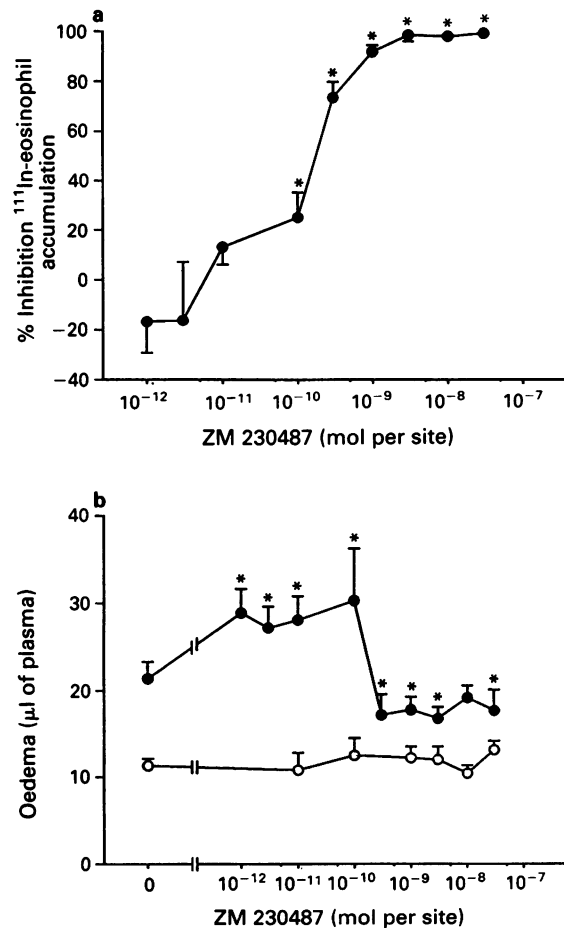 a
100
80
60
40
20
0
−20
−40
% Inhibition ¹¹¹In-eosinophil
accumulation
* * * * * *
10⁻¹² 10⁻¹¹ 10⁻¹⁰ 10⁻⁹ 10⁻⁸ 10⁻⁷
ZM 230487 (mol per site)
b
40
30
20
10
0
Oedema (µl of plasma)
* * * * * * * *
0 10⁻¹² 10⁻¹¹ 10⁻¹⁰ 10⁻⁹ 10⁻⁸ 10⁻⁷
ZM 230487 (mol per site)